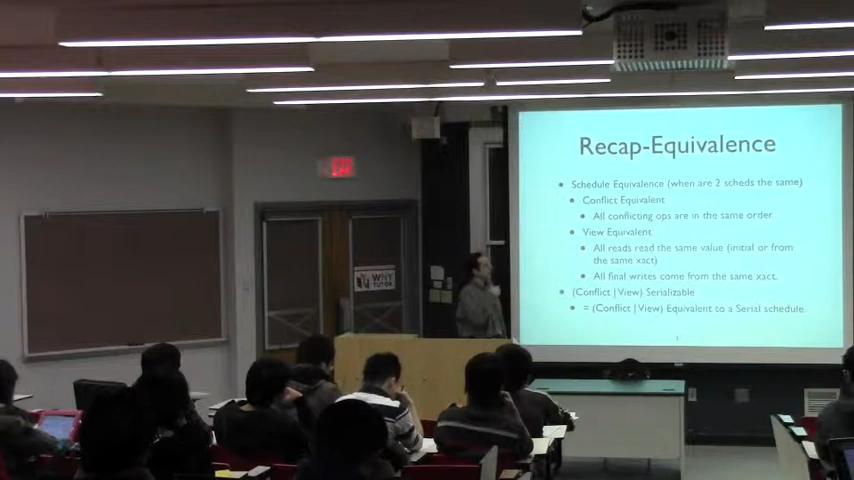 Recap-Equivalence
• Schedule Equivalence (when are 2 scheds the same)
• Conflict Equivalent
• All conflicting ops are in the same order
• View Equivalent
• All reads read the same value (initial or from
the same xact)
• All final writes come from the same xact.
• (Conflict | View) Serializable
• = (Conflict | View) Equivalent to a Serial schedule.
EXIT
WNY
TUTOR